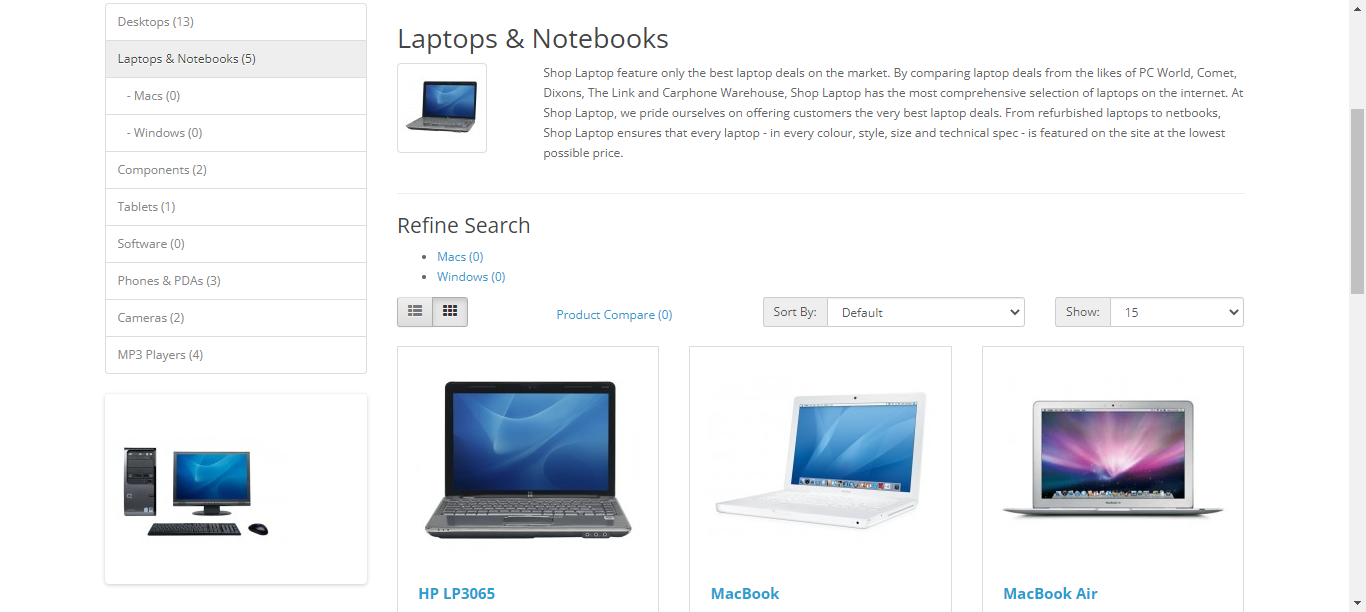 Desktops (13)
Laptops & Notebooks (5)
- Macs (0)
- Windows (0)
Components (2)
Tablets (1)
Software (0)
Phones & PDAs (3)
Cameras (2)
MP3 Players (4)
Laptops & Notebooks
Shop Laptop feature only the best laptop deals on the market. By comparing laptop deals from the likes of PC World, Comet,
Dixons, The Link and Carphone Warehouse, Shop Laptop has the most comprehensive selection of laptops on the internet. At
Shop Laptop, we pride ourselves on offering customers the very best laptop deals. From refurbished laptops to netbooks,
Shop Laptop ensures that every laptop - in every colour, style, size and technical spec - is featured on the site at the lowest
possible price.
Refine Search
Macs (0)
Windows (0)
Product Compare (0)
Sort By: Default
Show: 15
HP LP3065
MacBook
MacBook Air